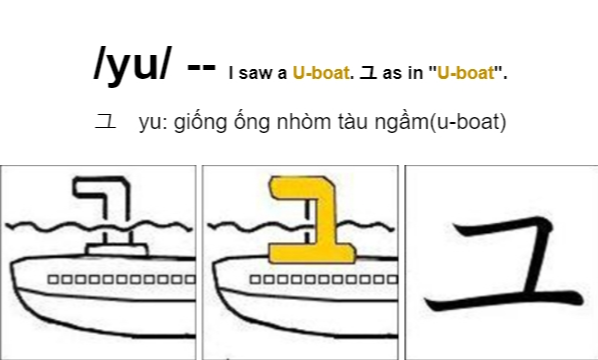 /yu/ -- I saw a U-boat. ユ as in "U-boat".
ユ yu: giống ống nhòm tàu ngầm(u-boat)
ユ